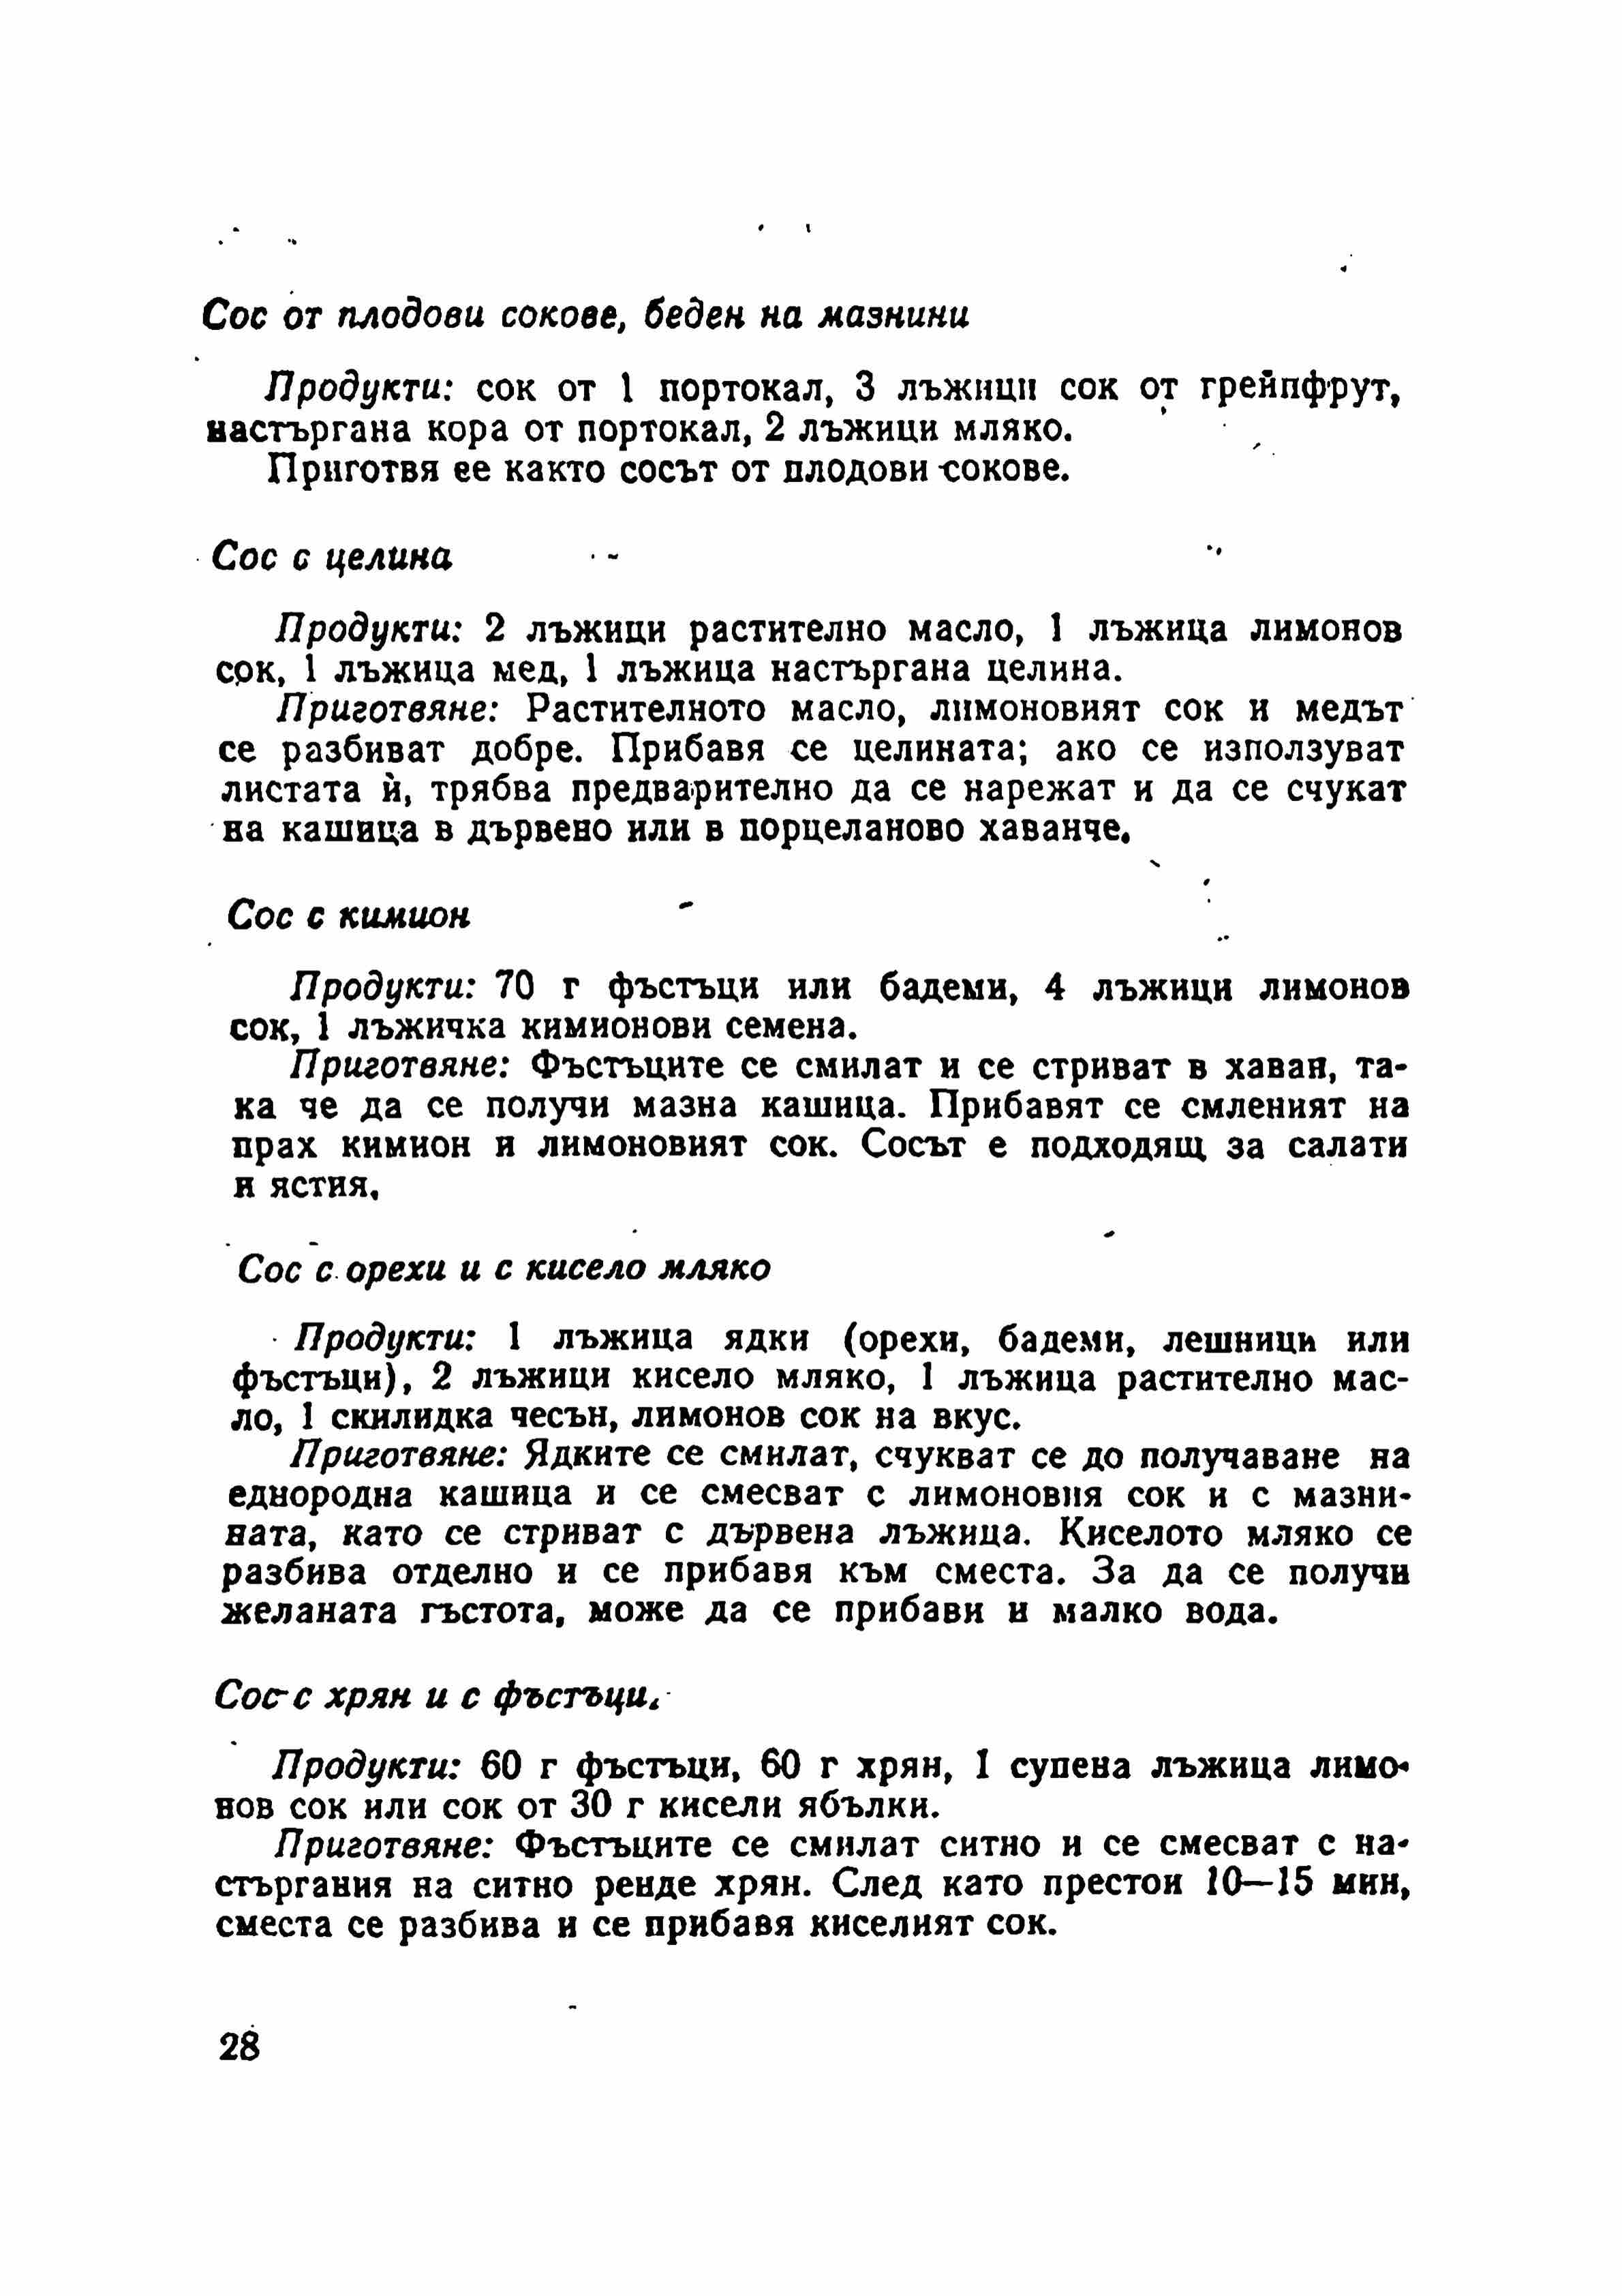 Сос от плодови сокове, беден на мазнини
Продукти: сок от 1 портокал, 3 лъжици сок от грейпфрут,
настъргана кора от портокал, 2 лъжици мляко.
Приготвя се както сосът от плодови сокове.
Сос с целина
Продукти: 2 лъжици растително масло, 1 лъжица лимонов
сок, 1 лъжица мед, 1 лъжица настъргана целина.
Приготвяне: Растителното масло, лимоновият сок и медът
се разбиват добре. Прибавя се целината; ако се използуват
листата ѝ, трябва предварително да се нарежат и да се счукат
на кашица в дървено или в порцеланово хаванче.
Сос с кимион
Продукти: 70 г фъстъци или бадеми, 4 лъжици лимонов
сок, 1 лъжичка кимионови семена.
Приготвяне: Фъстъците се смилат и се стриват в хаван, та-
ка че да се получи мазна кашица. Прибавят се смленият на
прах кимион и лимоновият сок. Сосът е подходящ за салати
и ястия.
Сос с орехи и с кисело мляко
Продукти: 1 лъжица ядки (орехи, бадеми, лешници или
фъстъци), 2 лъжици кисело мляко, 1 лъжица растително мас-
ло, 1 скилидка чесън, лимонов сок на вкус.
Приготвяне: Ядките се смилат, счукват се до получаване на
еднородна кашица и се смесват с лимоновия сок и с мазни-
ната, като се стриват с дървена лъжица. Киселото мляко се
разбива отделно и се прибавя към сместа. За да се получи
желаната гъстота, може да се прибави и малко вода.
Сос с хрян и с фъстъци.
Продукти: 60 г фъстъци, 60 г хрян, 1 супена лъжица лимо-
нов сок или сок от 30 г кисели ябълки.
Приготвяне: Фъстъците се смилат ситно и се смесват с на-
стъргания на ситно ренде хрян. След като престои 10—15 мин,
сместа се разбива и се прибавя киселият сок.
28